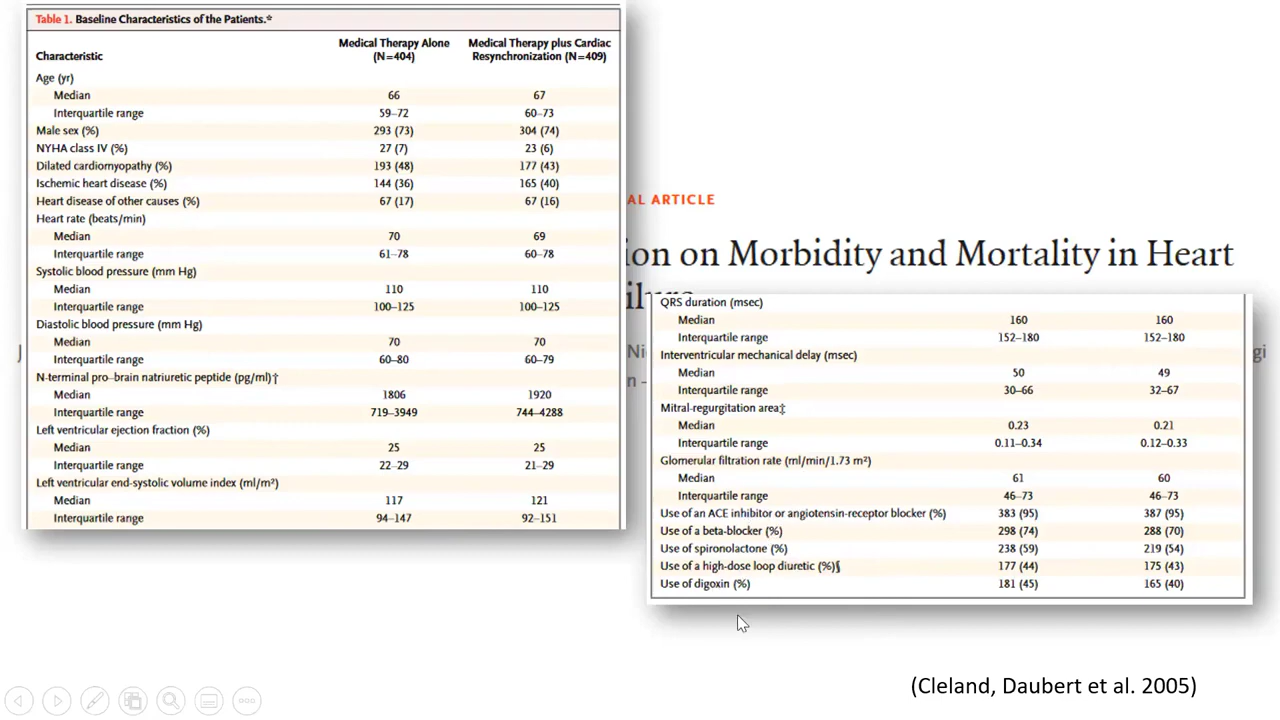 Table 1. Baseline Characteristics of the Patients.*
Characteristic Medical Therapy Alone (N=404) Medical Therapy plus Cardiac Resynchronization (N=409)
Age (yr)
Median 66 67
Interquartile range 59–72 60–73
Male sex (%) 293 (73) 304 (74)
NYHA class IV (%) 27 (7) 23 (6)
Dilated cardiomyopathy (%) 193 (48) 177 (43)
Ischemic heart disease (%) 144 (36) 165 (40)
Heart disease of other causes (%) 67 (17) 67 (16)
Heart rate (beats/min)
Median 70 69
Interquartile range 61–78 60–78
Systolic blood pressure (mm Hg)
Median 110 110
Interquartile range 100–125 100–125
Diastolic blood pressure (mm Hg)
Median 70 70
Interquartile range 60–80 60–79
N-terminal pro–brain natriuretic peptide (pg/ml)†
Median 1806 1920
Interquartile range 719–3949 744–4288
Left ventricular ejection fraction (%)
Median 25 25
Interquartile range 22–29 21–29
Left ventricular end-systolic volume index (ml/m²)
Median 117 121
Interquartile range 94–147 92–151
AL ARTICLE
ion on Morbidity and Mortality in Heart
QRS duration (msec)
Median 160 160
Interquartile range 152–180 152–180
Interventricular mechanical delay (msec)
Median 50 49
Interquartile range 30–66 32–67
Mitral-regurgitation area‡
Median 0.23 0.21
Interquartile range 0.11–0.34 0.12–0.33
Glomerular filtration rate (ml/min/1.73 m²)
Median 61 60
Interquartile range 46–73 46–73
Use of an ACE inhibitor or angiotensin-receptor blocker (%) 383 (95) 387 (95)
Use of a beta-blocker (%) 298 (74) 288 (70)
Use of spironolactone (%) 238 (59) 219 (54)
Use of a high-dose loop diuretic (%)§ 177 (44) 175 (43)
Use of digoxin (%) 181 (45) 165 (40)
(Cleland, Daubert et al. 2005)